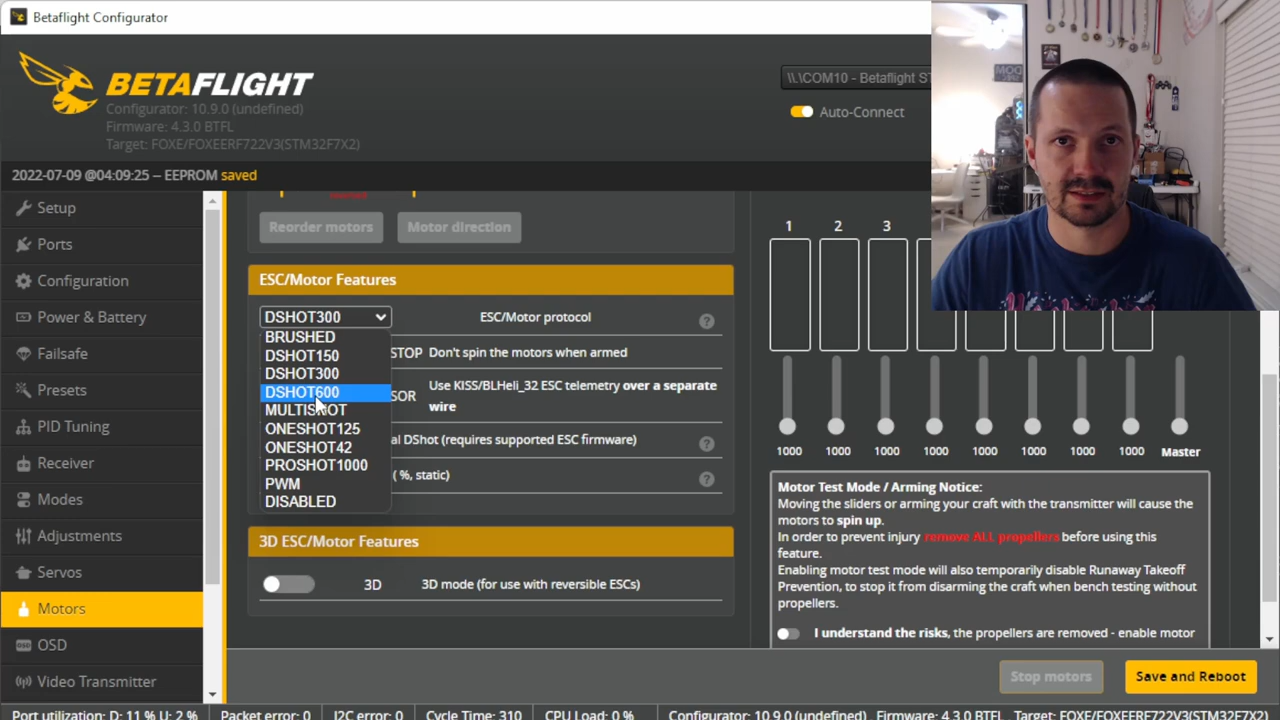 Betaflight Configurator
BETAFLIGHT
Configurator: 10.9.0 (undefined)
Firmware: 4.3.0 BTFL
Target: FOXE/FOXEERF722V3(STM32F7X2)
\\.\COM10 - Betaflight ST
Auto-Connect
2022-07-09 @04:09:25 -- EEPROM saved
Setup
Ports
Configuration
Power & Battery
Failsafe
Presets
PID Tuning
Receiver
Modes
Adjustments
Servos
Motors
OSD
Video Transmitter
Reorder motors
Motor direction
ESC/Motor Features
DSHOT300
ESC/Motor protocol
BRUSHED
DSHOT150
DSHOT300
DSHOT600
MULTISHOT
ONESHOT125
ONESHOT42
PROSHOT1000
PWM
DISABLED
STOP Don't spin the motors when armed
SOR Use KISS/BLHeli_32 ESC telemetry over a separate
wire
al DShot (requires supported ESC firmware)
( %, static)
3D ESC/Motor Features
3D 3D mode (for use with reversible ESCs)
1 2 3
1000 1000 1000 1000 1000 1000 1000 1000 Master
Motor Test Mode / Arming Notice:
Moving the sliders or arming your craft with the transmitter will cause the
motors to spin up.
In order to prevent injury remove ALL propellers before using this
feature.
Enabling motor test mode will also temporarily disable Runaway Takeoff
Prevention, to stop it from disarming the craft when bench testing without
propellers.
I understand the risks, the propellers are removed - enable motor
Stop motors
Save and Reboot
Port utilization: D: 11 % U: 2 % Packet error: 0 I2C error: 0 Cycle Time: 310 CPU Load: 0 % Configurator: 10.9.0 (undefined), Firmware: 4.3.0 BTFL, Target: FOXE/FOXEERF722V3(STM32F7X2)